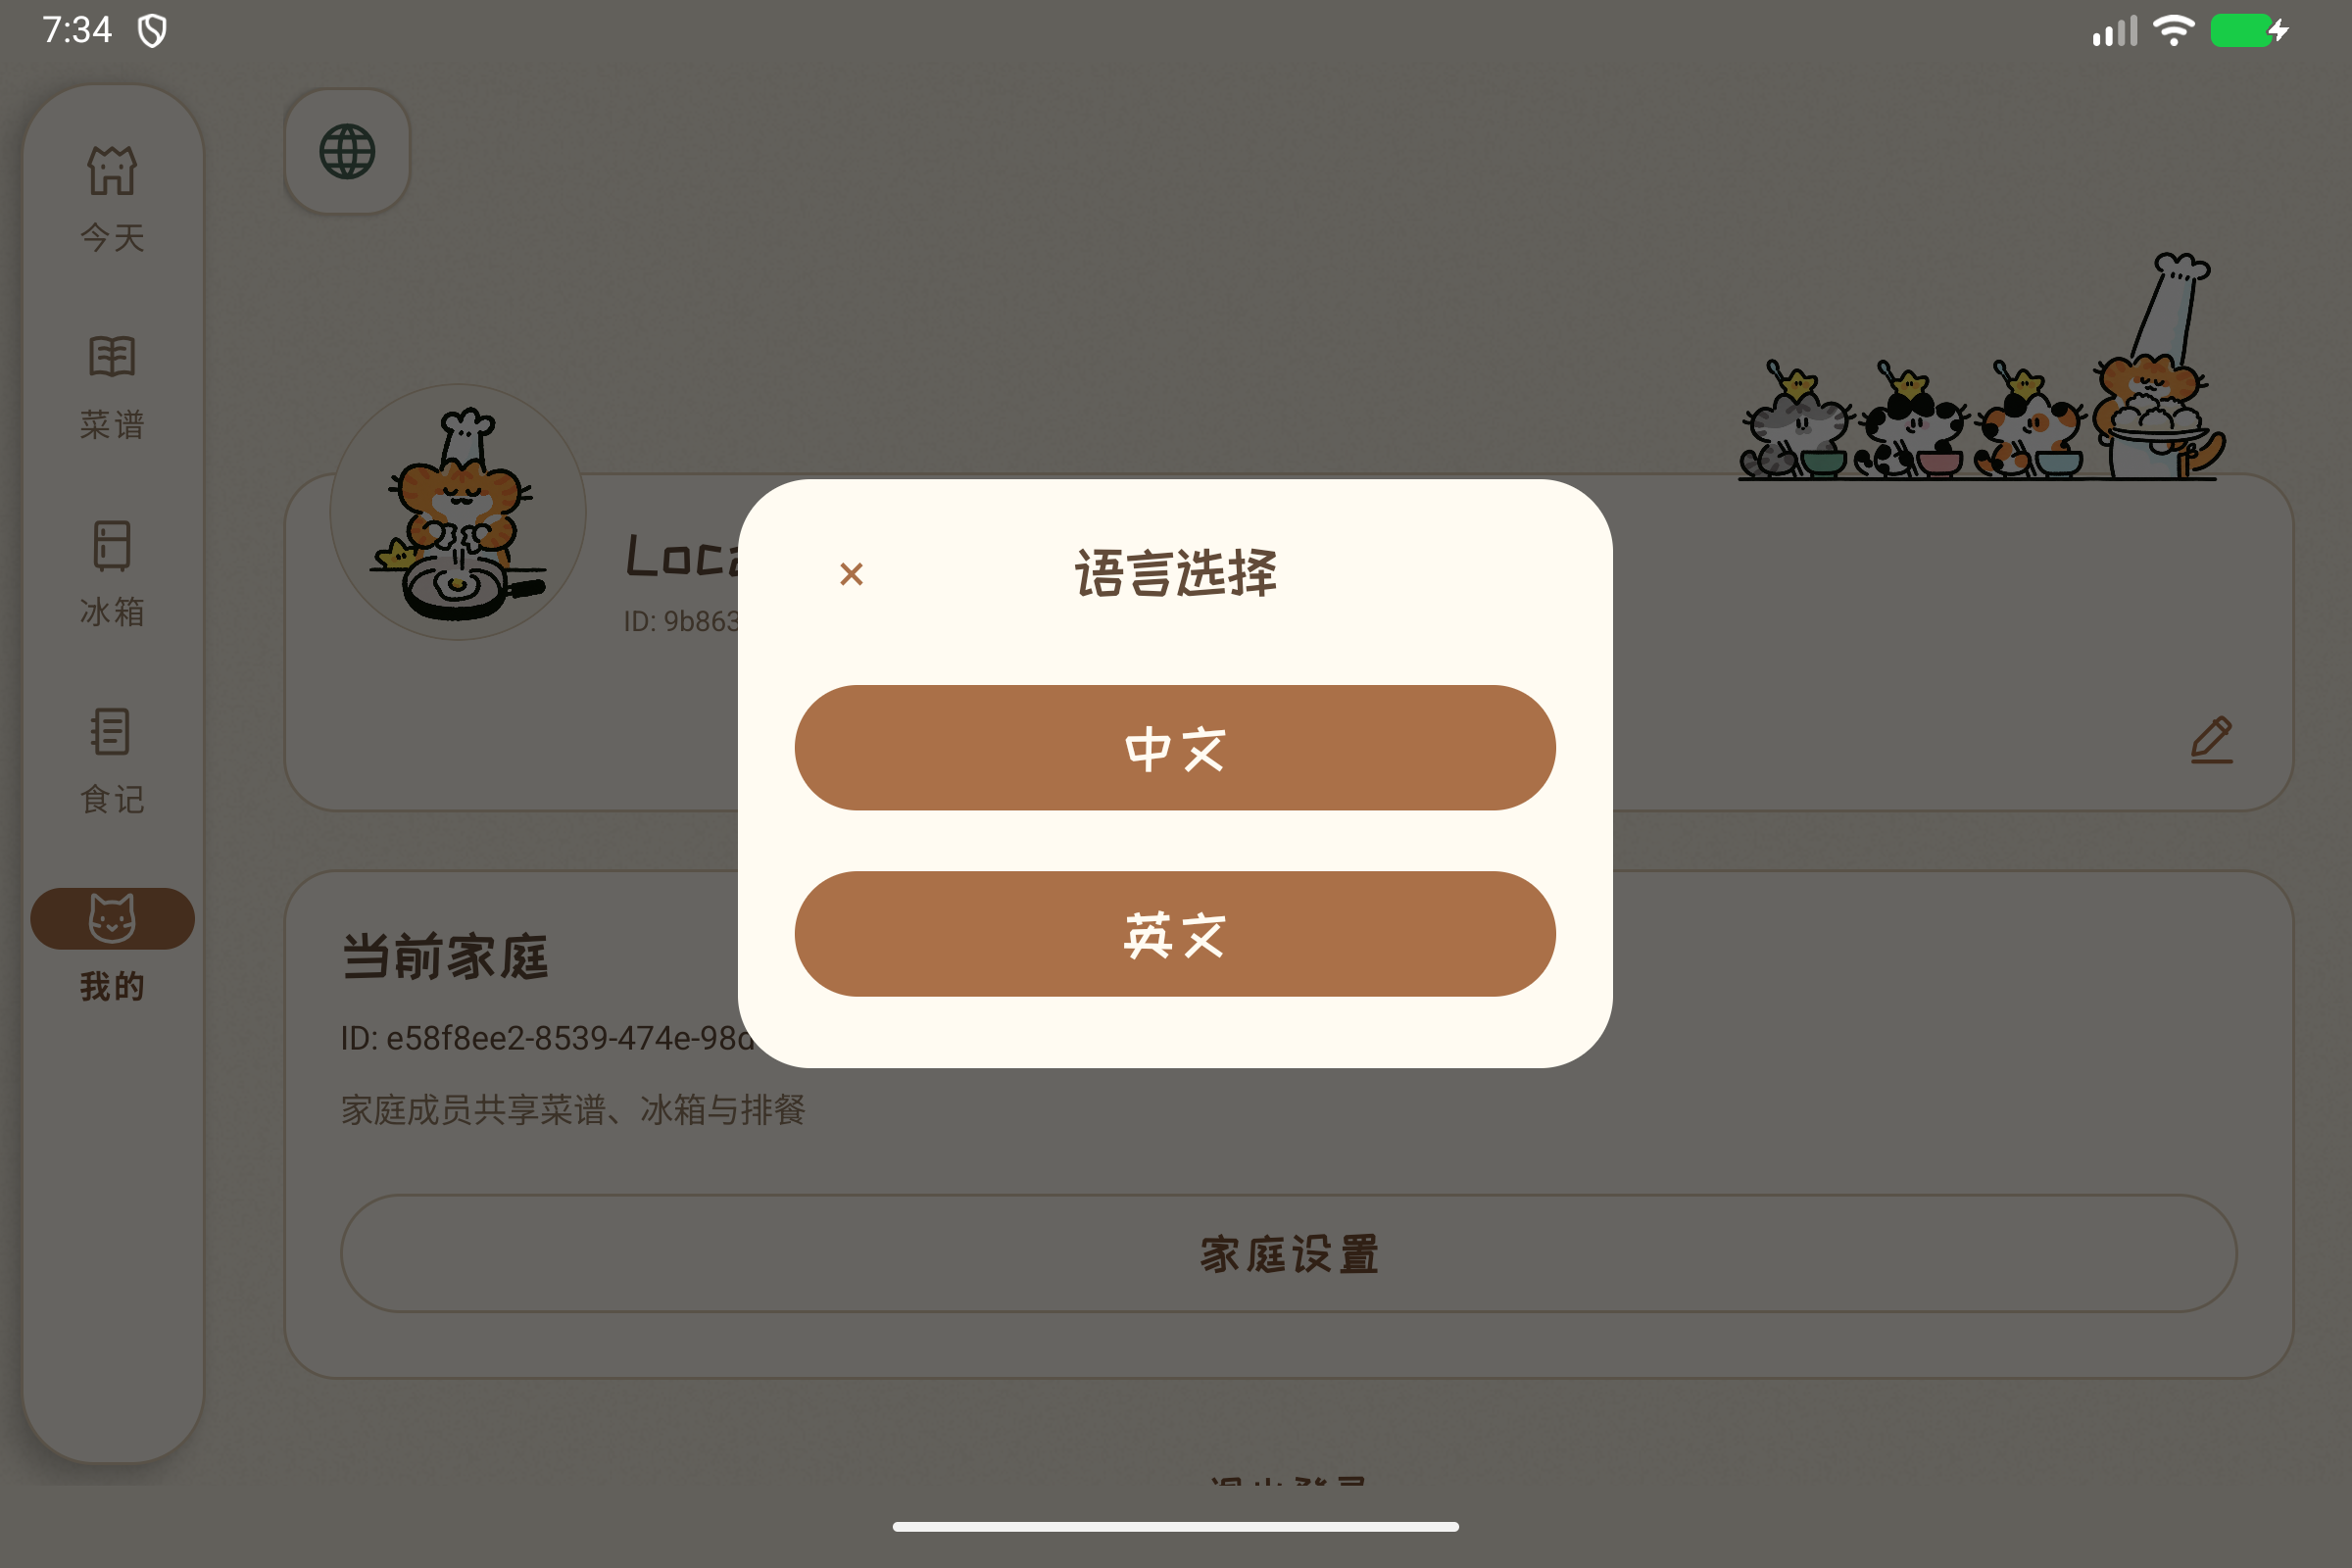 7:34
今天
菜谱
冰箱
食记
我的
ID: 9b863
语言选择
×
中文
英文
当前家庭
ID: e58f8ee2-8539-474e-98
家庭成员共享菜谱、冰箱与排餐
家庭设置